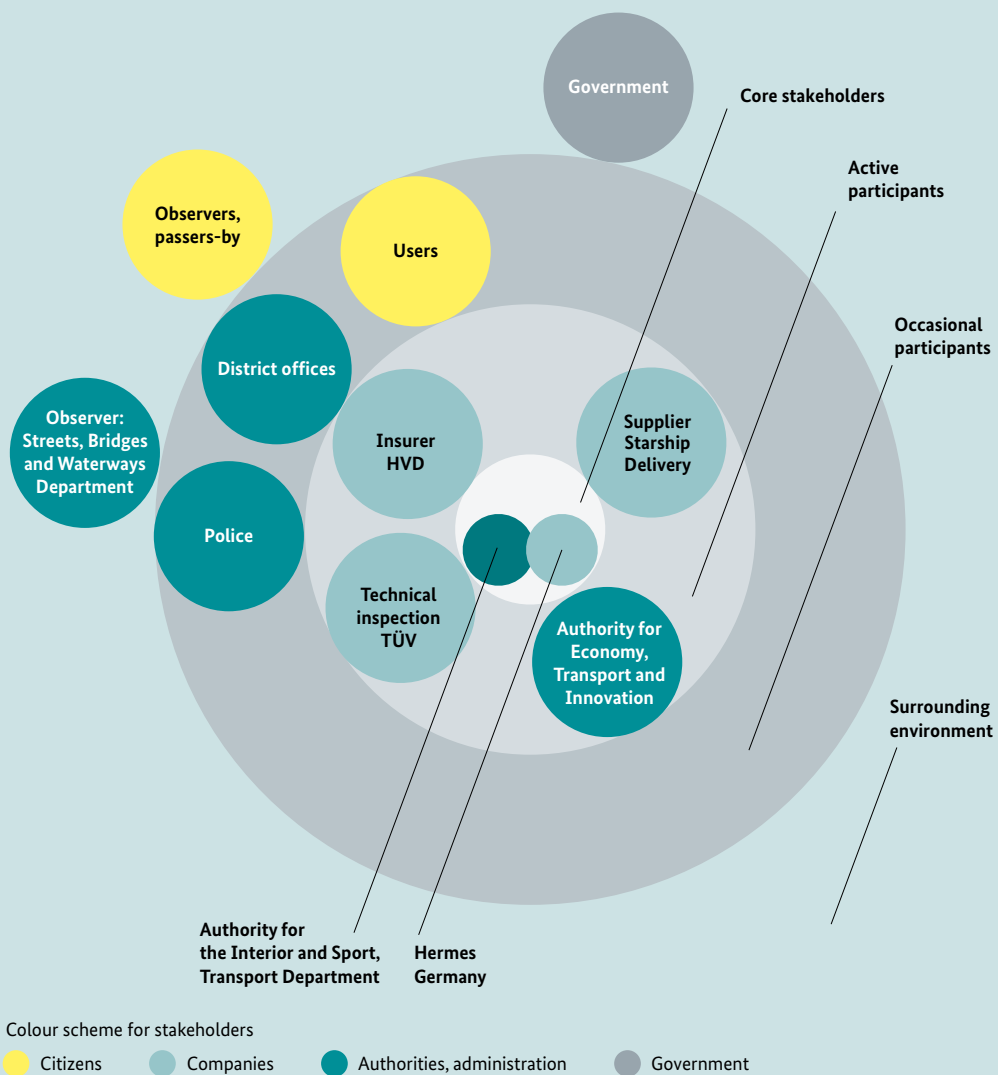 Government
Core stakeholders
Active
participants
Observers,
passers-by
Users
Occasional
participants
District offices
Observer:
Streets, Bridges
and Waterways
Department
Insurer
HVD
Supplier
Starship
Delivery
Police
Technical
inspection
TÜV
Authority for
Economy,
Transport and
Innovation
Surrounding
environment
Authority for
the Interior and Sport,
Transport Department
Hermes
Germany
Colour scheme for stakeholders
Citizens
Companies
Authorities, administration
Government